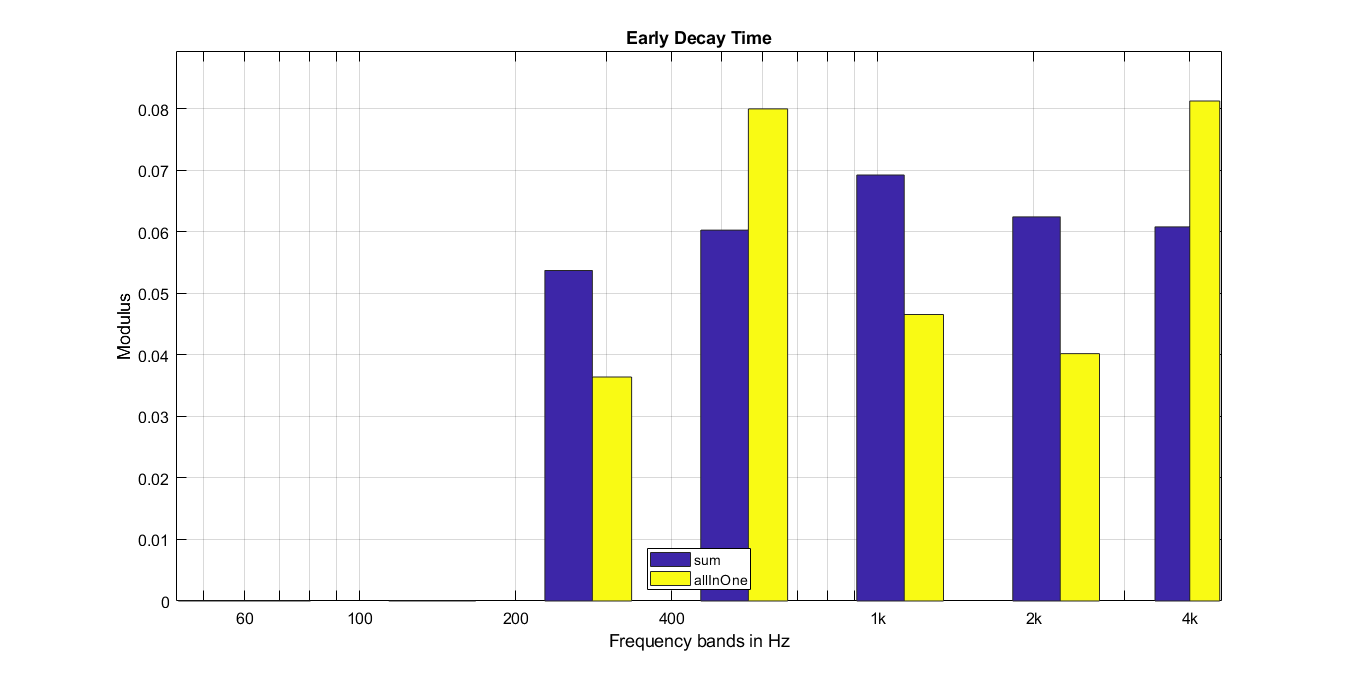 Early Decay Time
Modulus
0.08
0.07
0.06
0.05
0.04
0.03
0.02
0.01
0
sum
allInOne
60
100
200
400
1k
2k
4k
Frequency bands in Hz